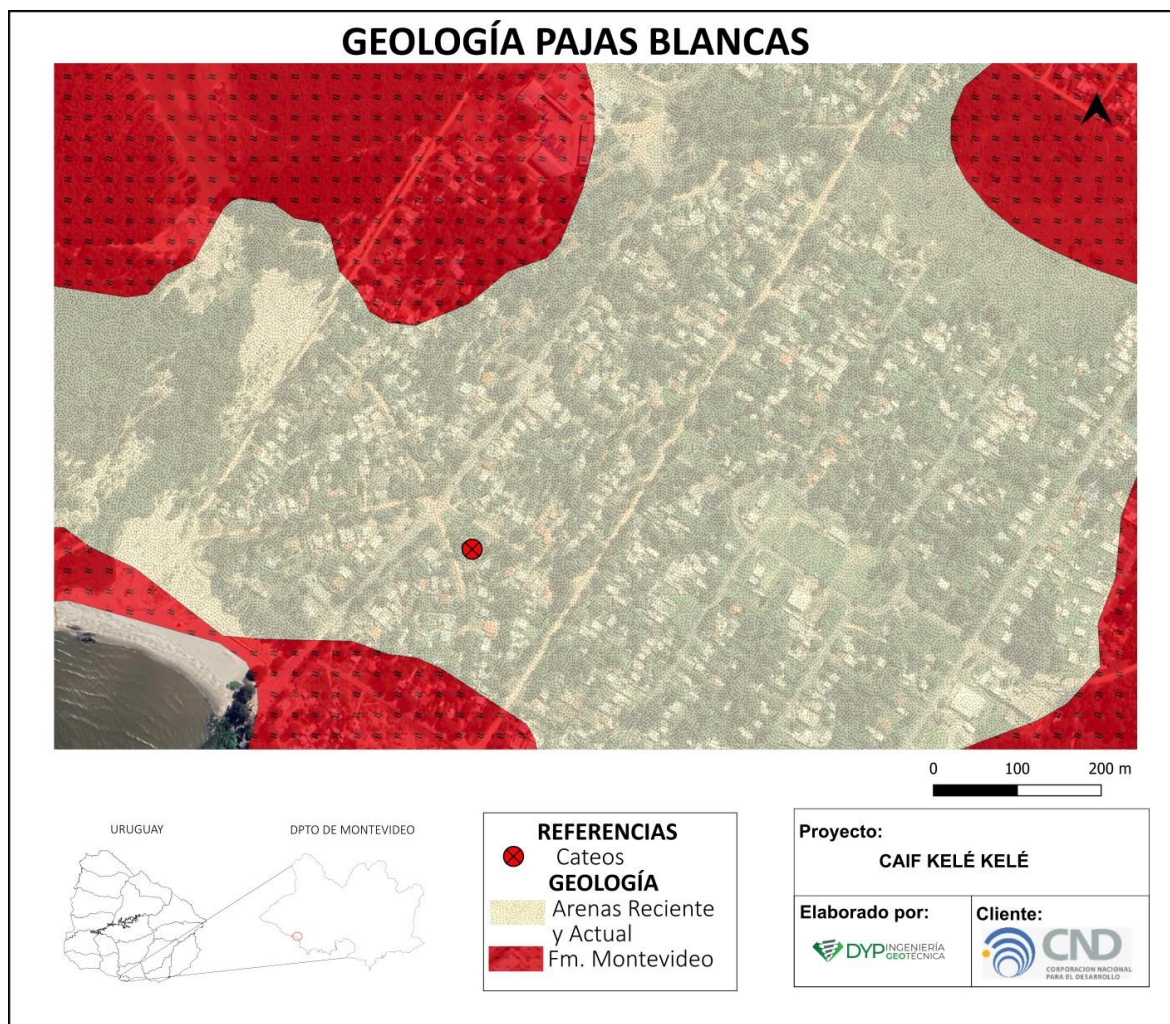 GEOLOGÍA PAJAS BLANCAS
0 100 200 m
URUGUAY
DPTO DE MONTEVIDEO
REFERENCIAS
Cateos
GEOLOGÍA
Arenas Reciente
y Actual
Fm. Montevideo
Proyecto:
CAIF KELÉ KELÉ
Elaborado por:
DYP INGENIERÍA
GEOTÉCNICA
Cliente:
CND
CORPORACION NACIONAL
PARA EL DESARROLLO